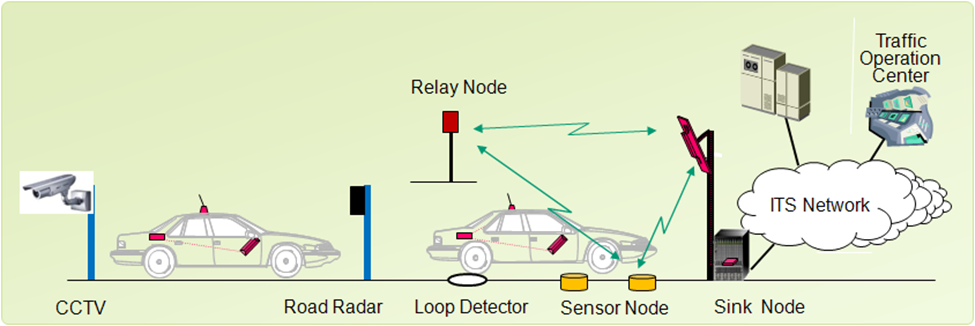 Traffic
Operation
Center
Relay Node
ITS Network
CCTV
Road Radar
Loop Detector
Sensor Node
Sink Node